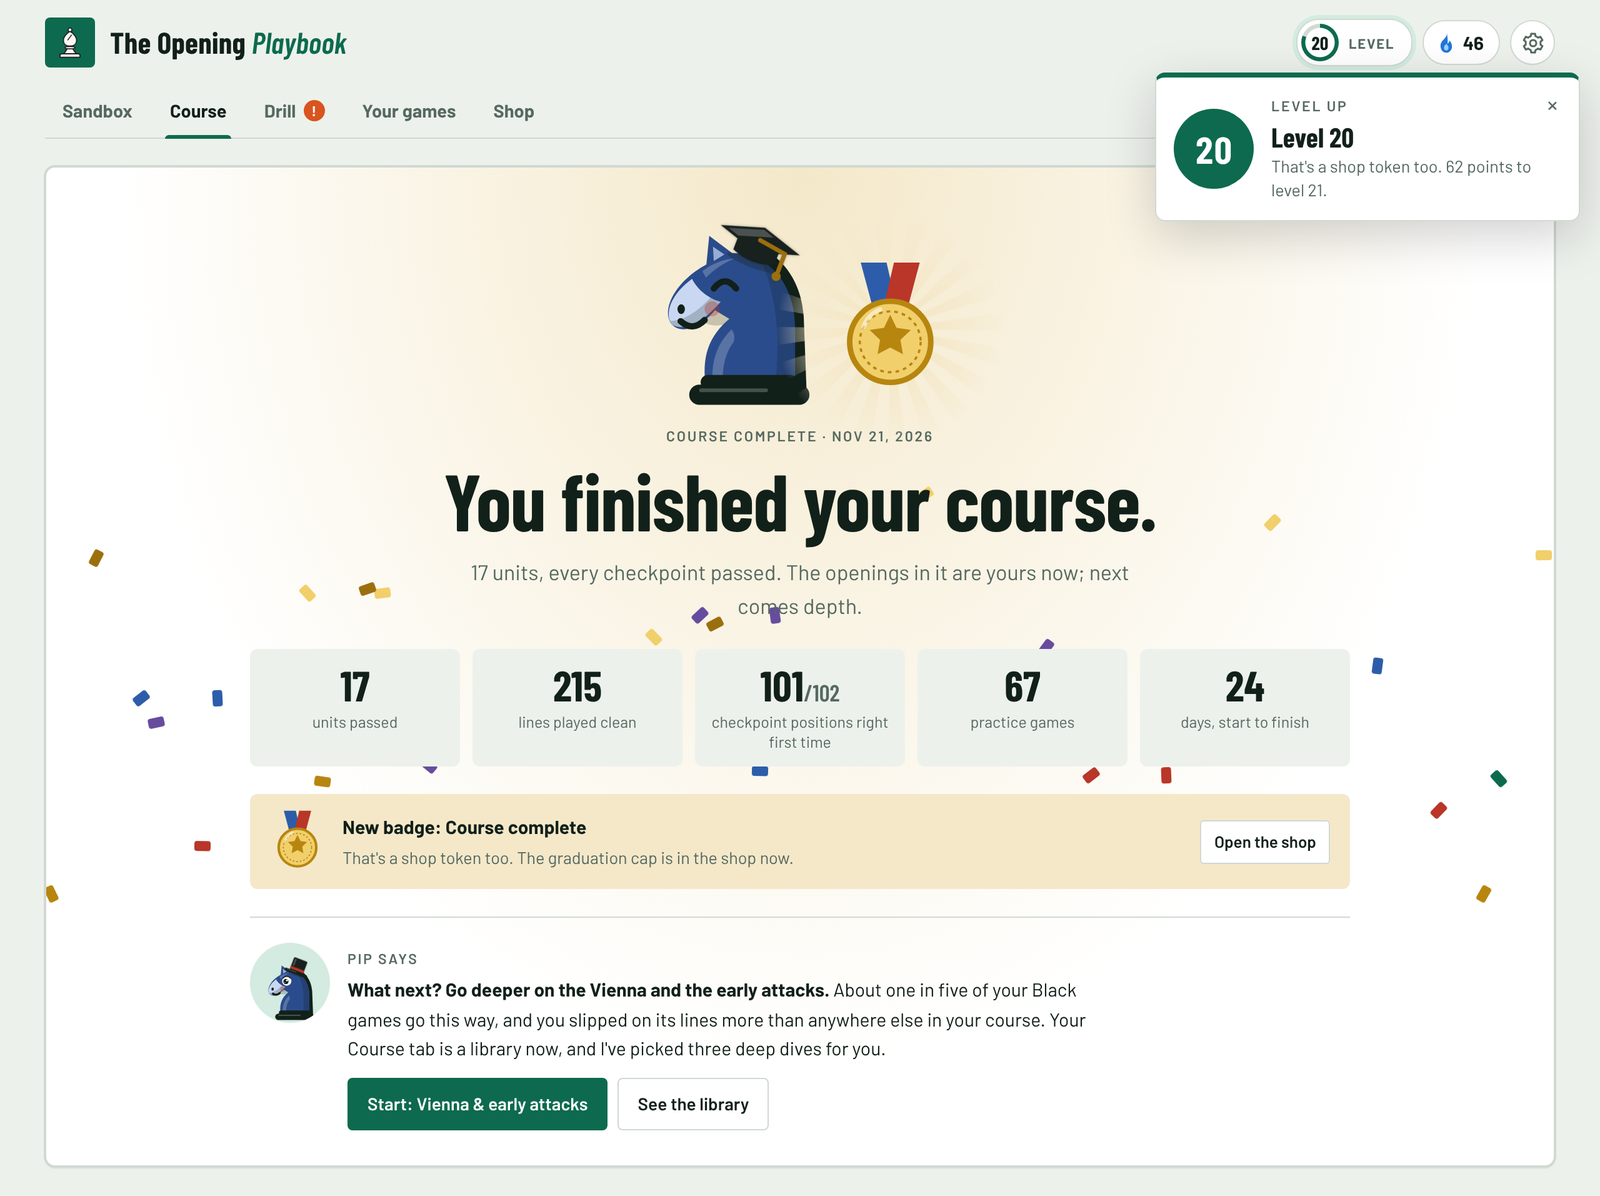 The Opening Playbook
20 LEVEL
46
Sandbox
Course
Drill !
Your games
Shop
20
LEVEL UP
Level 20
That's a shop token too. 62 points to
level 21.
COURSE COMPLETE · NOV 21, 2026
You finished your course.
17 units, every checkpoint passed. The openings in it are yours now; next
comes depth.
17
units passed
215
lines played clean
101/102
checkpoint positions right
first time
67
practice games
24
days, start to finish
New badge: Course complete
That's a shop token too. The graduation cap is in the shop now.
Open the shop
PIP SAYS
What next? Go deeper on the Vienna and the early attacks. About one in five of your Black
games go this way, and you slipped on its lines more than anywhere else in your course. Your
Course tab is a library now, and I've picked three deep dives for you.
Start: Vienna & early attacks
See the library